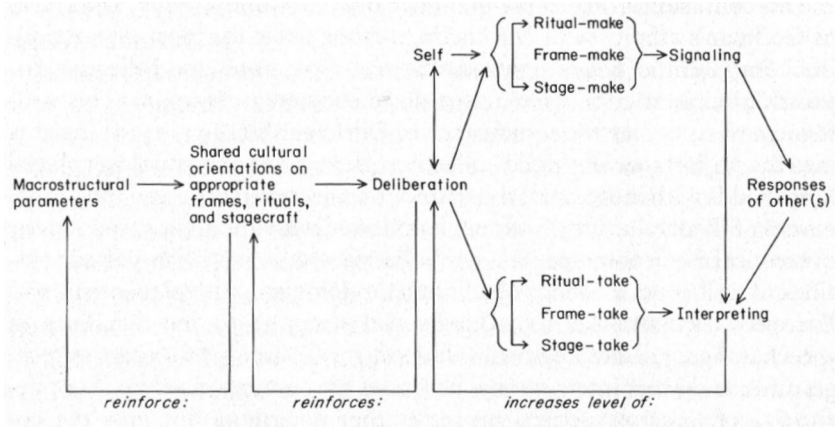 Self
Ritual-make
Frame-make
Stage-make
Signaling
Macrostructural
parameters
Shared cultural
orientations on
appropriate
frames, rituals,
and stagecraft
Deliberation
Responses
of other(s)
Ritual-take
Frame-take
Stage-take
Interpreting
reinforce:
reinforces:
increases level of: